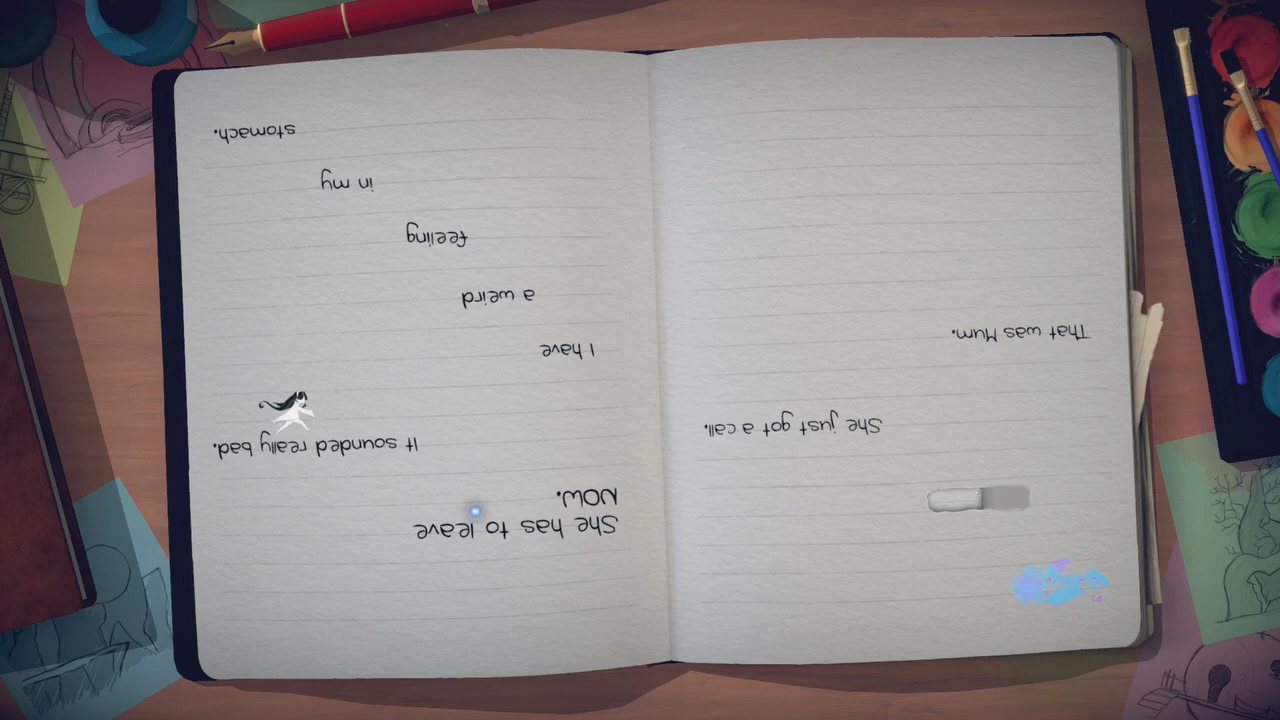 She just got a call.
That was Mum.
She has to leave
NOW.
It sounded really bad.
I have
a weird
feeling
in my
stomach.